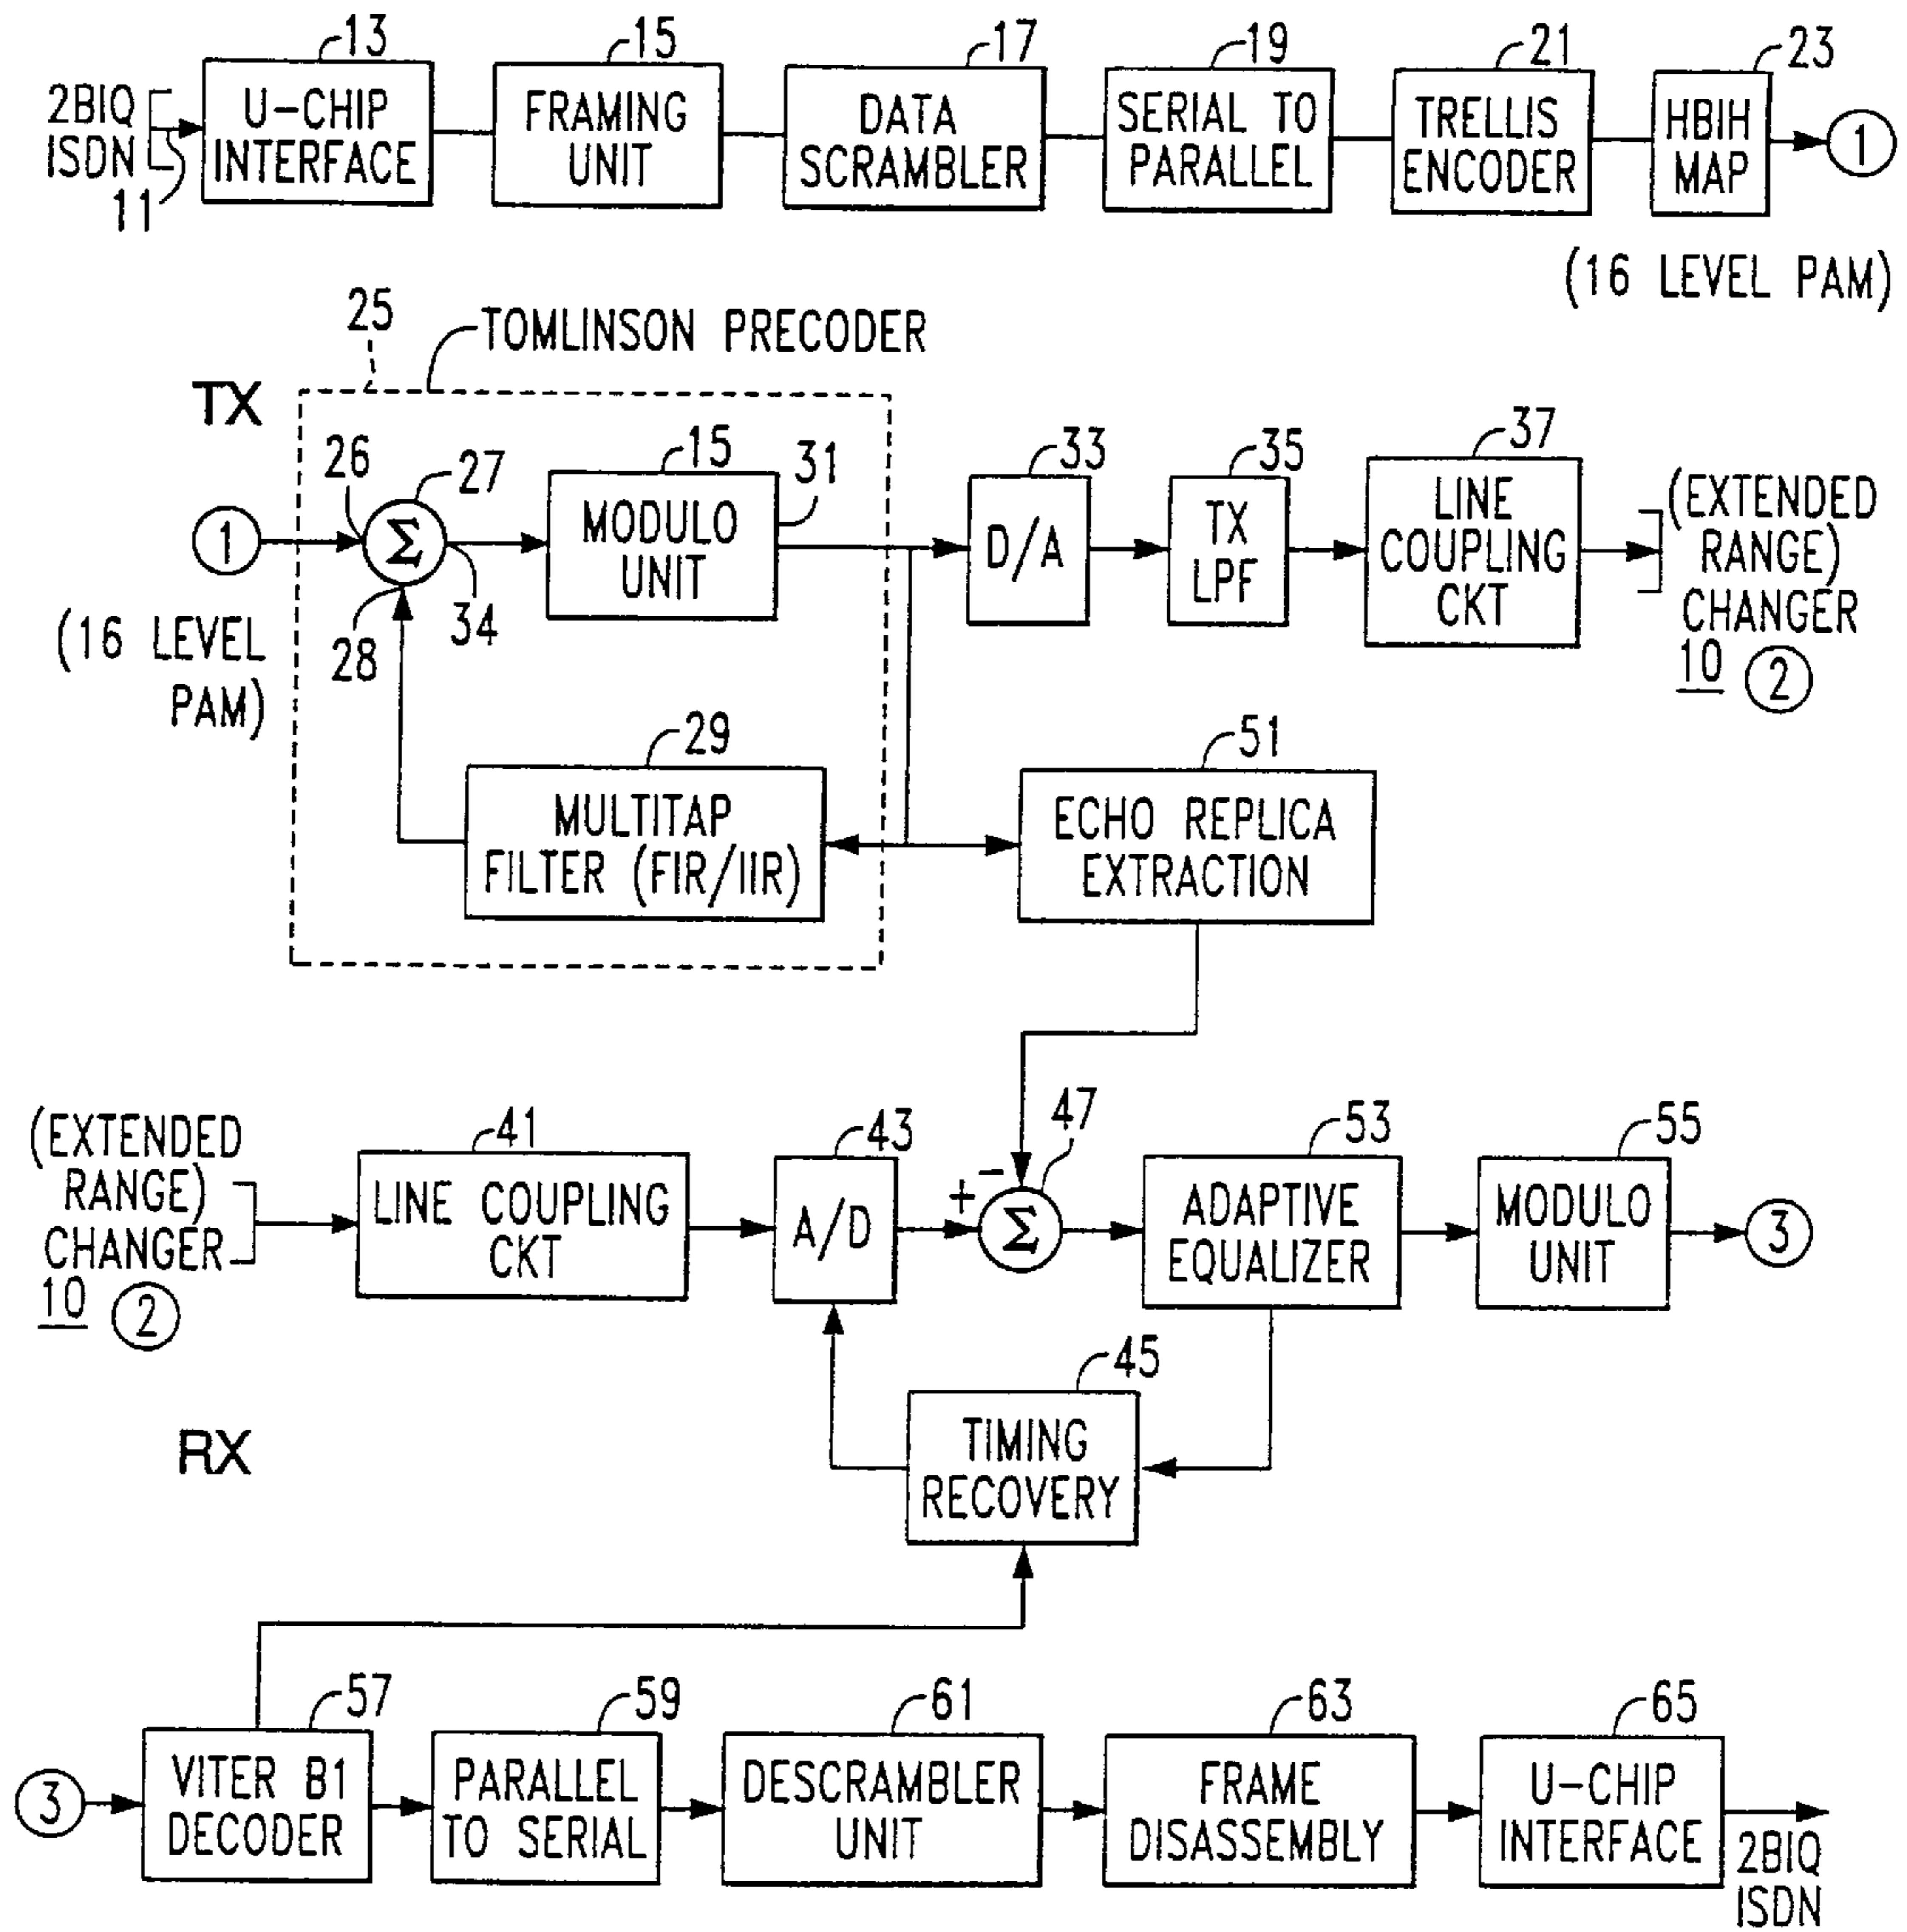 13
15
17
19
21
23
2BIQ
ISDN
11
U-CHIP
INTERFACE
FRAMING
UNIT
DATA
SCRAMBLER
SERIAL TO
PARALLEL
TRELLIS
ENCODER
HBIH
MAP
1
(16 LEVEL PAM)
25
TOMLINSON PRECODER
TX
26
27
15
31
33
35
37
1
Σ
MODULO
UNIT
D/A
TX
LPF
LINE
COUPLING
CKT
(EXTENDED
RANGE)
CHANGER
10
2
(16 LEVEL
PAM)
28
34
29
51
MULTITAP
FILTER (FIR/IIR)
ECHO REPLICA
EXTRACTION
(EXTENDED
RANGE)
CHANGER
10
2
41
43
47
53
55
LINE COUPLING
CKT
A/D
+
-
Σ
ADAPTIVE
EQUALIZER
MODULO
UNIT
3
45
RX
TIMING
RECOVERY
57
59
61
63
65
3
VITER B1
DECODER
PARALLEL
TO SERIAL
DESCRAMBLER
UNIT
FRAME
DISASSEMBLY
U-CHIP
INTERFACE
2BIQ
ISDN